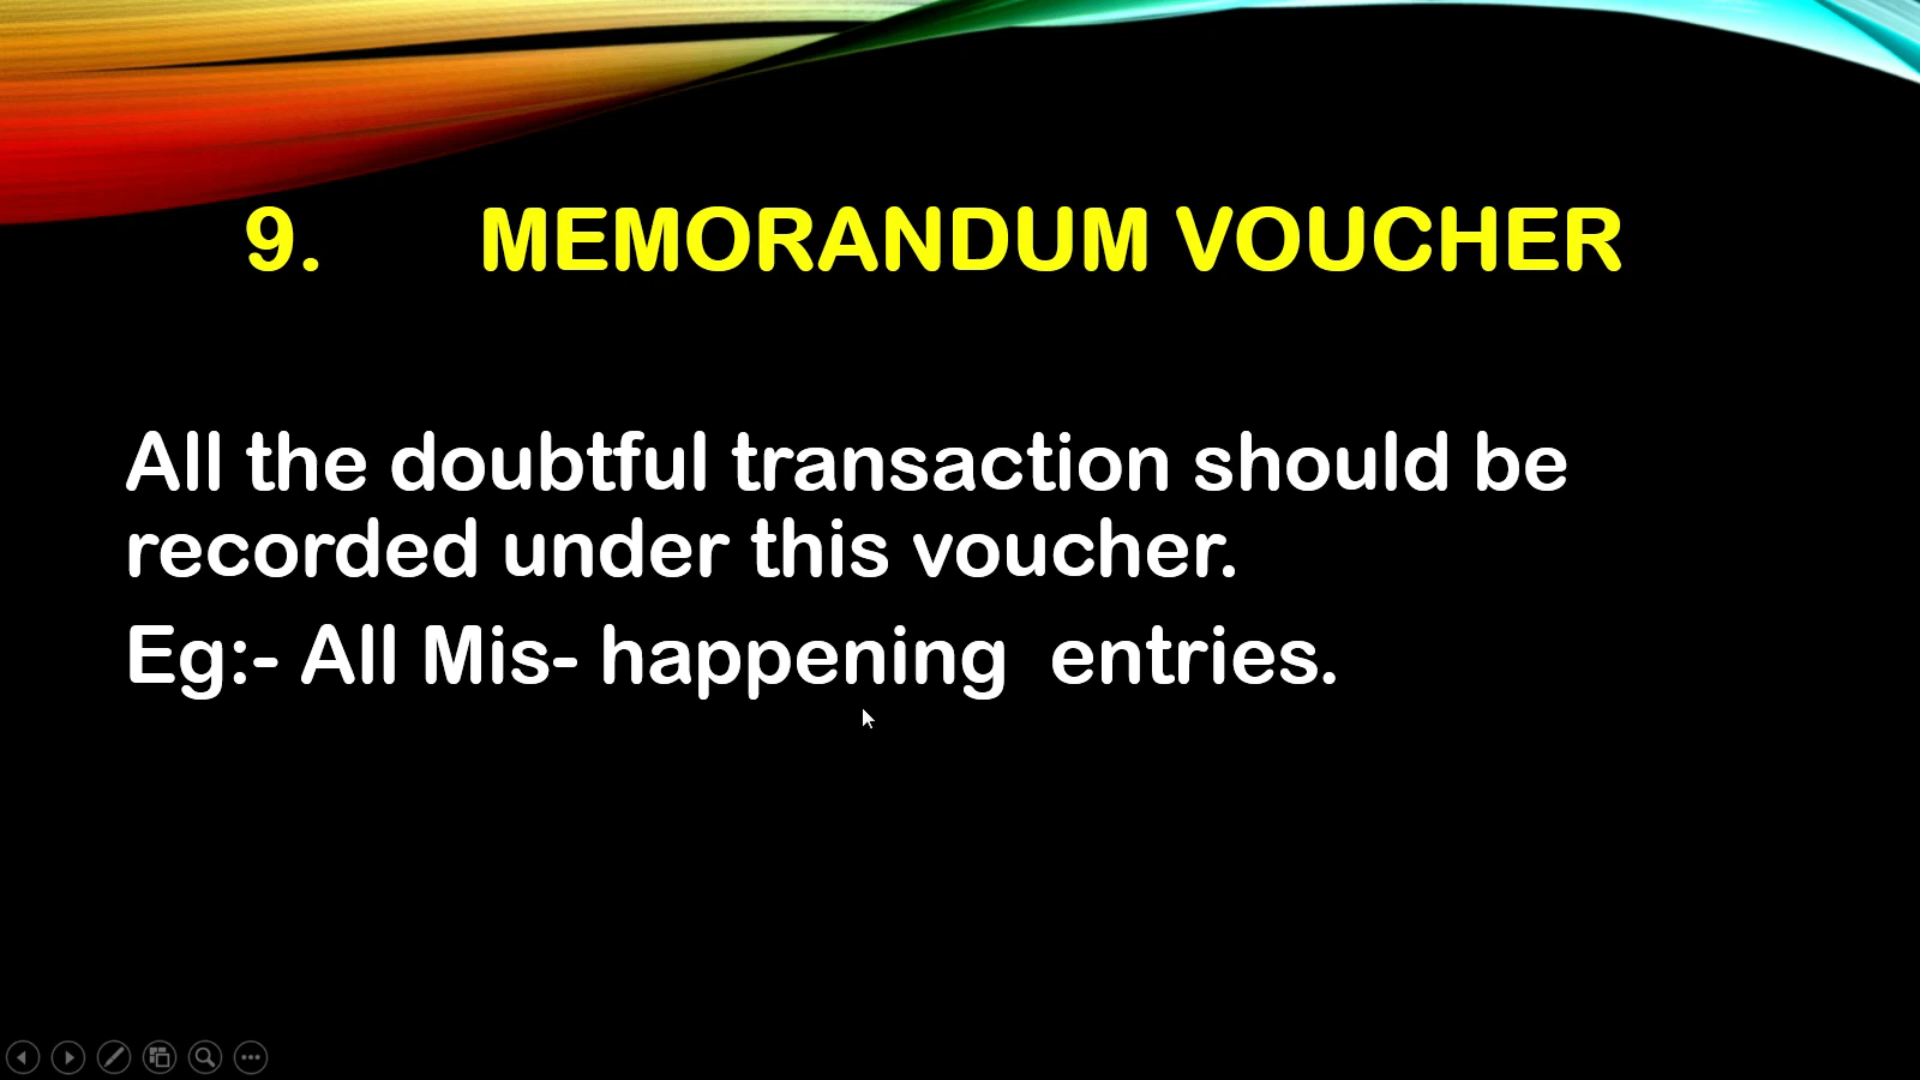 9. MEMORANDUM VOUCHER
All the doubtful transaction should be
recorded under this voucher.
Eg:- All Mis- happening entries.